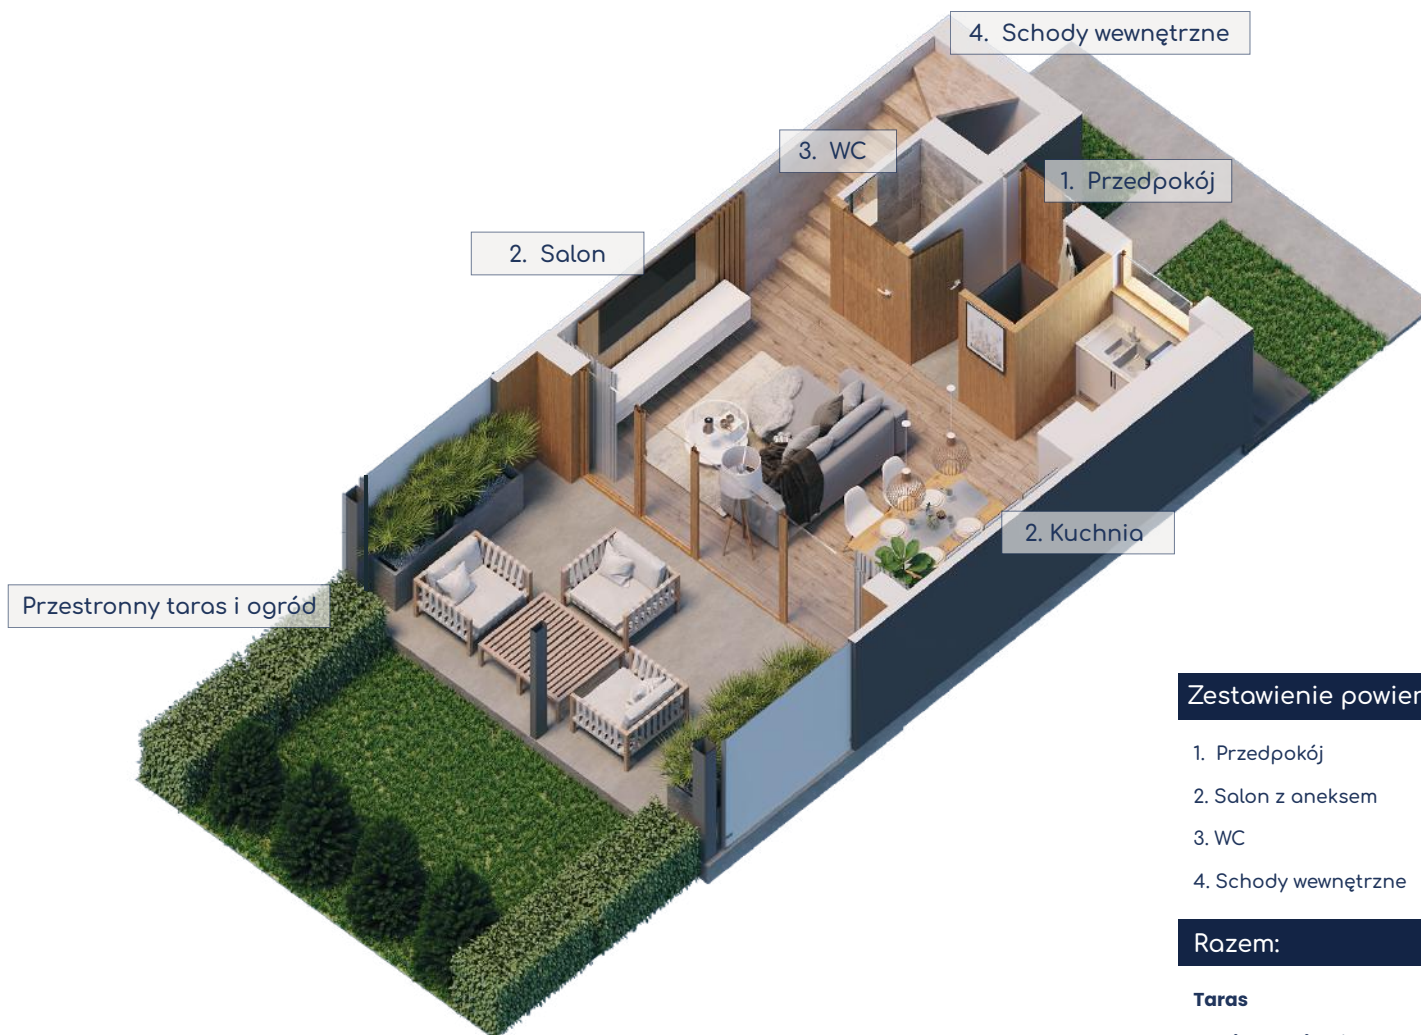 4. Schody wewnętrzne
3. WC
1. Przedpokój
2. Salon
2. Kuchnia
Przestronny taras i ogród
Zestawienie
1. Przedpokój
2. Salon z aneksem
3. WC
4. Schody wewnętrzne
Razem:
Taras